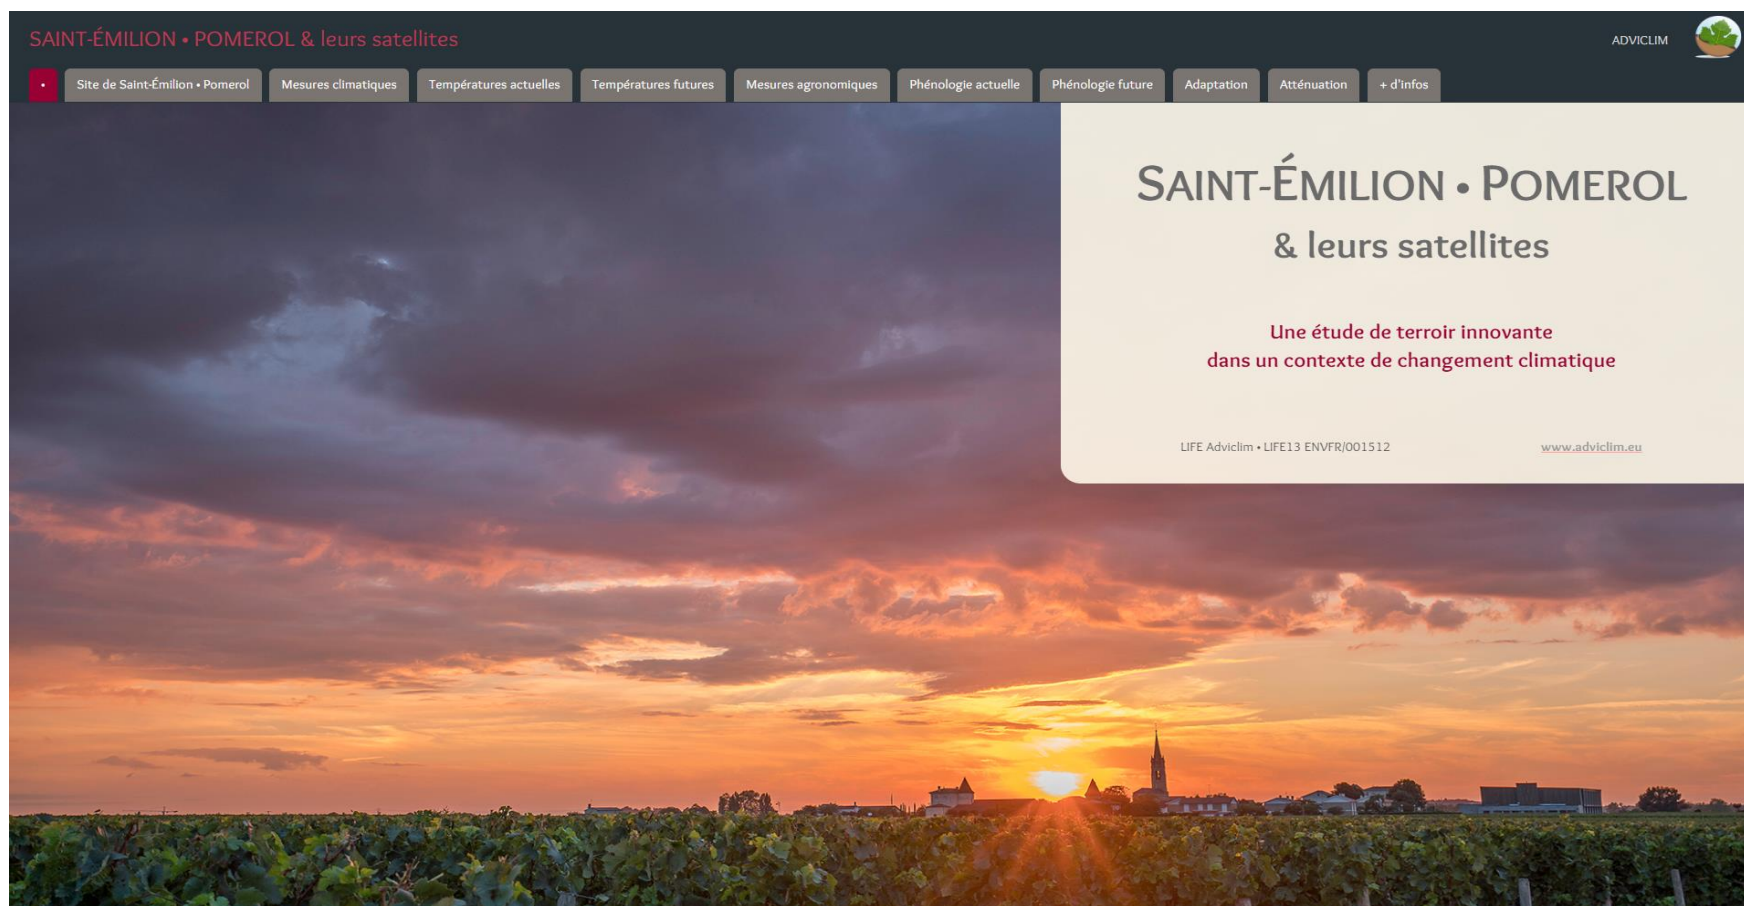 SAINT-ÉMILION • POMEROL & leurs satellites
ADVICLIM
•
Site de Saint-Émilion • Pomerol
Mesures climatiques
Températures actuelles
Températures futures
Mesures agronomiques
Phénologie actuelle
Phénologie future
Adaptation
Atténuation
+ d'infos
SAINT-ÉMILION • POMEROL
& leurs satellites
Une étude de terroir innovante
dans un contexte de changement climatique
LIFE Adviclim • LIFE13 ENVFR/001512
www.adviclim.eu